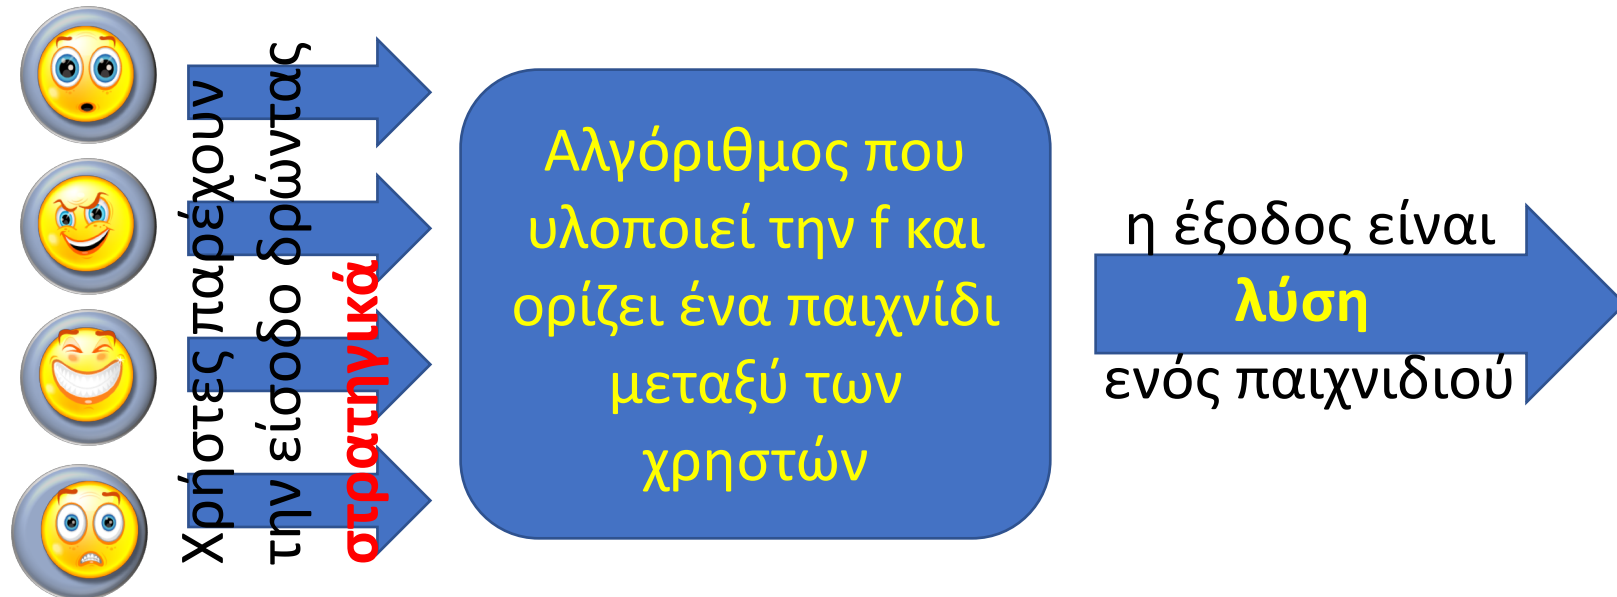 Χρήστες παρέχουν
την είσοδο δρώντας
στρατηγικά
Αλγόριθμος που
υλοποιεί την f και
ορίζει ένα παιχνίδι
μεταξύ των
χρηστών
η έξοδος είναι
λύση
ενός παιχνιδιού